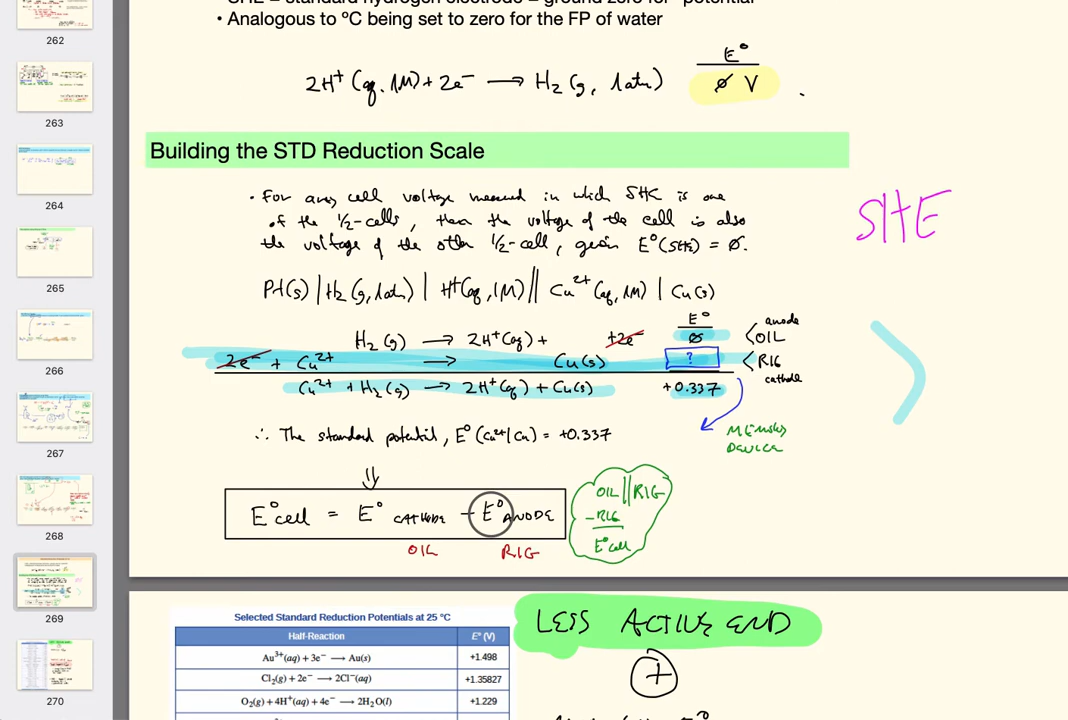 262
263
264
265
266
267
268
269
270
• Analogous to ºC being set to zero for the FP of water
2H⁺ (aq, 1M) + 2e⁻ → H₂ (g, 1atm)
E°
ø V
Building the STD Reduction Scale
• For any cell voltage measured in which SHE is one
of the 1/2-cells, then the voltage of the cell is also
the voltage of the other 1/2-cell, given E°(SHE) = ø.
SHE
Pt(s) | H₂(g, 1atm) | H⁺(aq, 1M) || Cu²⁺(aq, 1M) | Cu(s)
E°
H₂(g) → 2H⁺(aq) + +2e⁻ ø < anode OIL
2e⁻ + Cu²⁺ → Cu(s) ? < RIG cathode
Cu²⁺ + H₂(g) → 2H⁺(aq) + Cu(s) +0.337
∴ The standard potential, E°(Cu²⁺/Cu) = +0.337
DEVICE
⇓
E°cell = E° CATHODE - E° ANODE
OIL RIG
OIL || RIG
-RIG
E°cell
Selected Standard Reduction Potentials at 25 °C
Half-Reaction E° (V)
Au³⁺(aq) + 3e⁻ → Au(s) +1.498
Cl₂(g) + 2e⁻ → 2Cl⁻(aq) +1.35827
O₂(g) + 4H⁺(aq) + 4e⁻ → 2H₂O(l) +1.229
LESS ACTIVE END
+